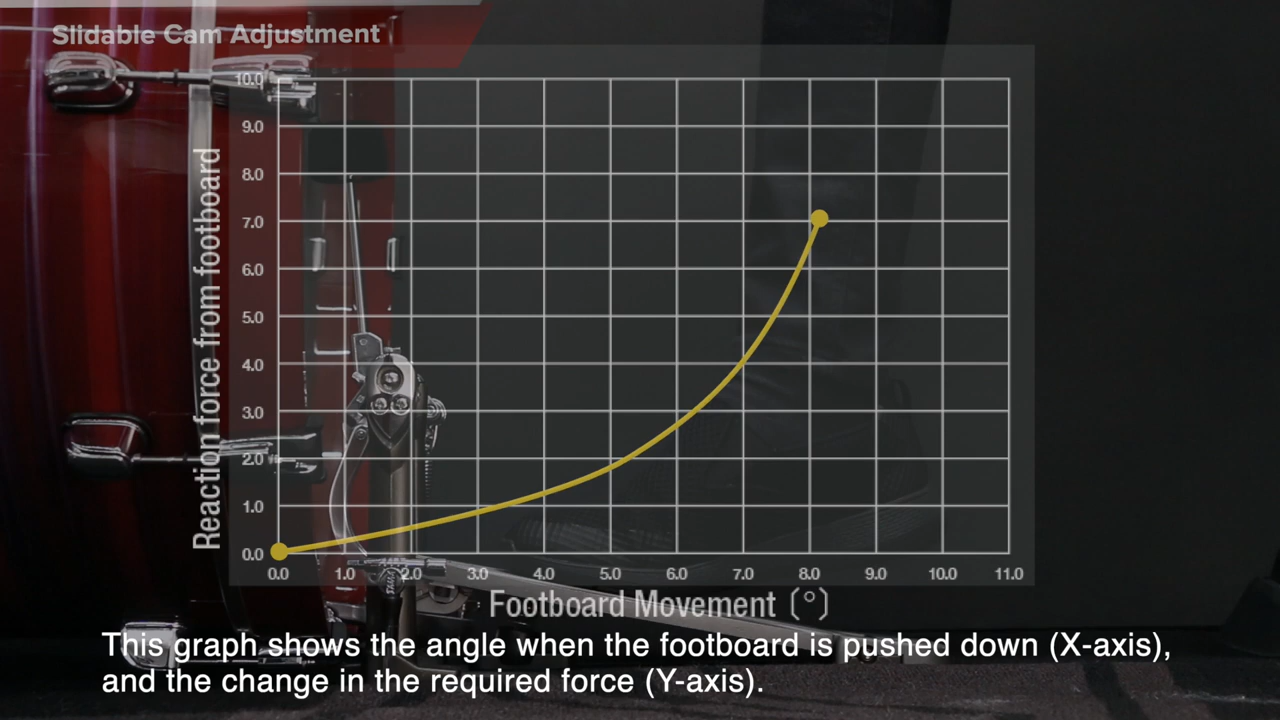 Slidable Cam Adjustment
Reaction force from footboard
10.0
9.0
8.0
7.0
6.0
5.0
4.0
3.0
2.0
1.0
0.0
0.0 1.0 2.0 3.0 4.0 5.0 6.0 7.0 8.0 9.0 10.0 11.0
Footboard Movement (°)
This graph shows the angle when the footboard is pushed down (X-axis),
and the change in the required force (Y-axis).